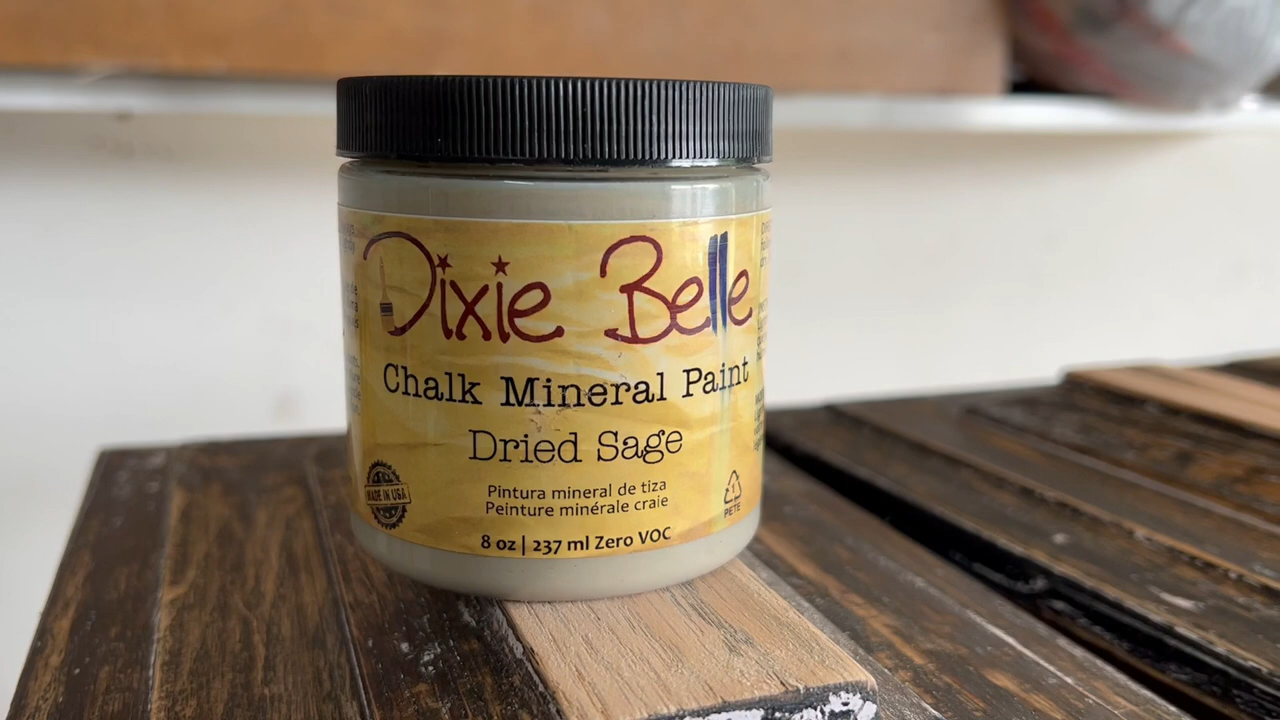 Dixie Belle
Chalk Mineral Paint
Dried Sage
MADE IN USA
Pintura mineral de tiza
Peinture minérale craie
1
PETE
8 oz | 237 ml Zero VOC